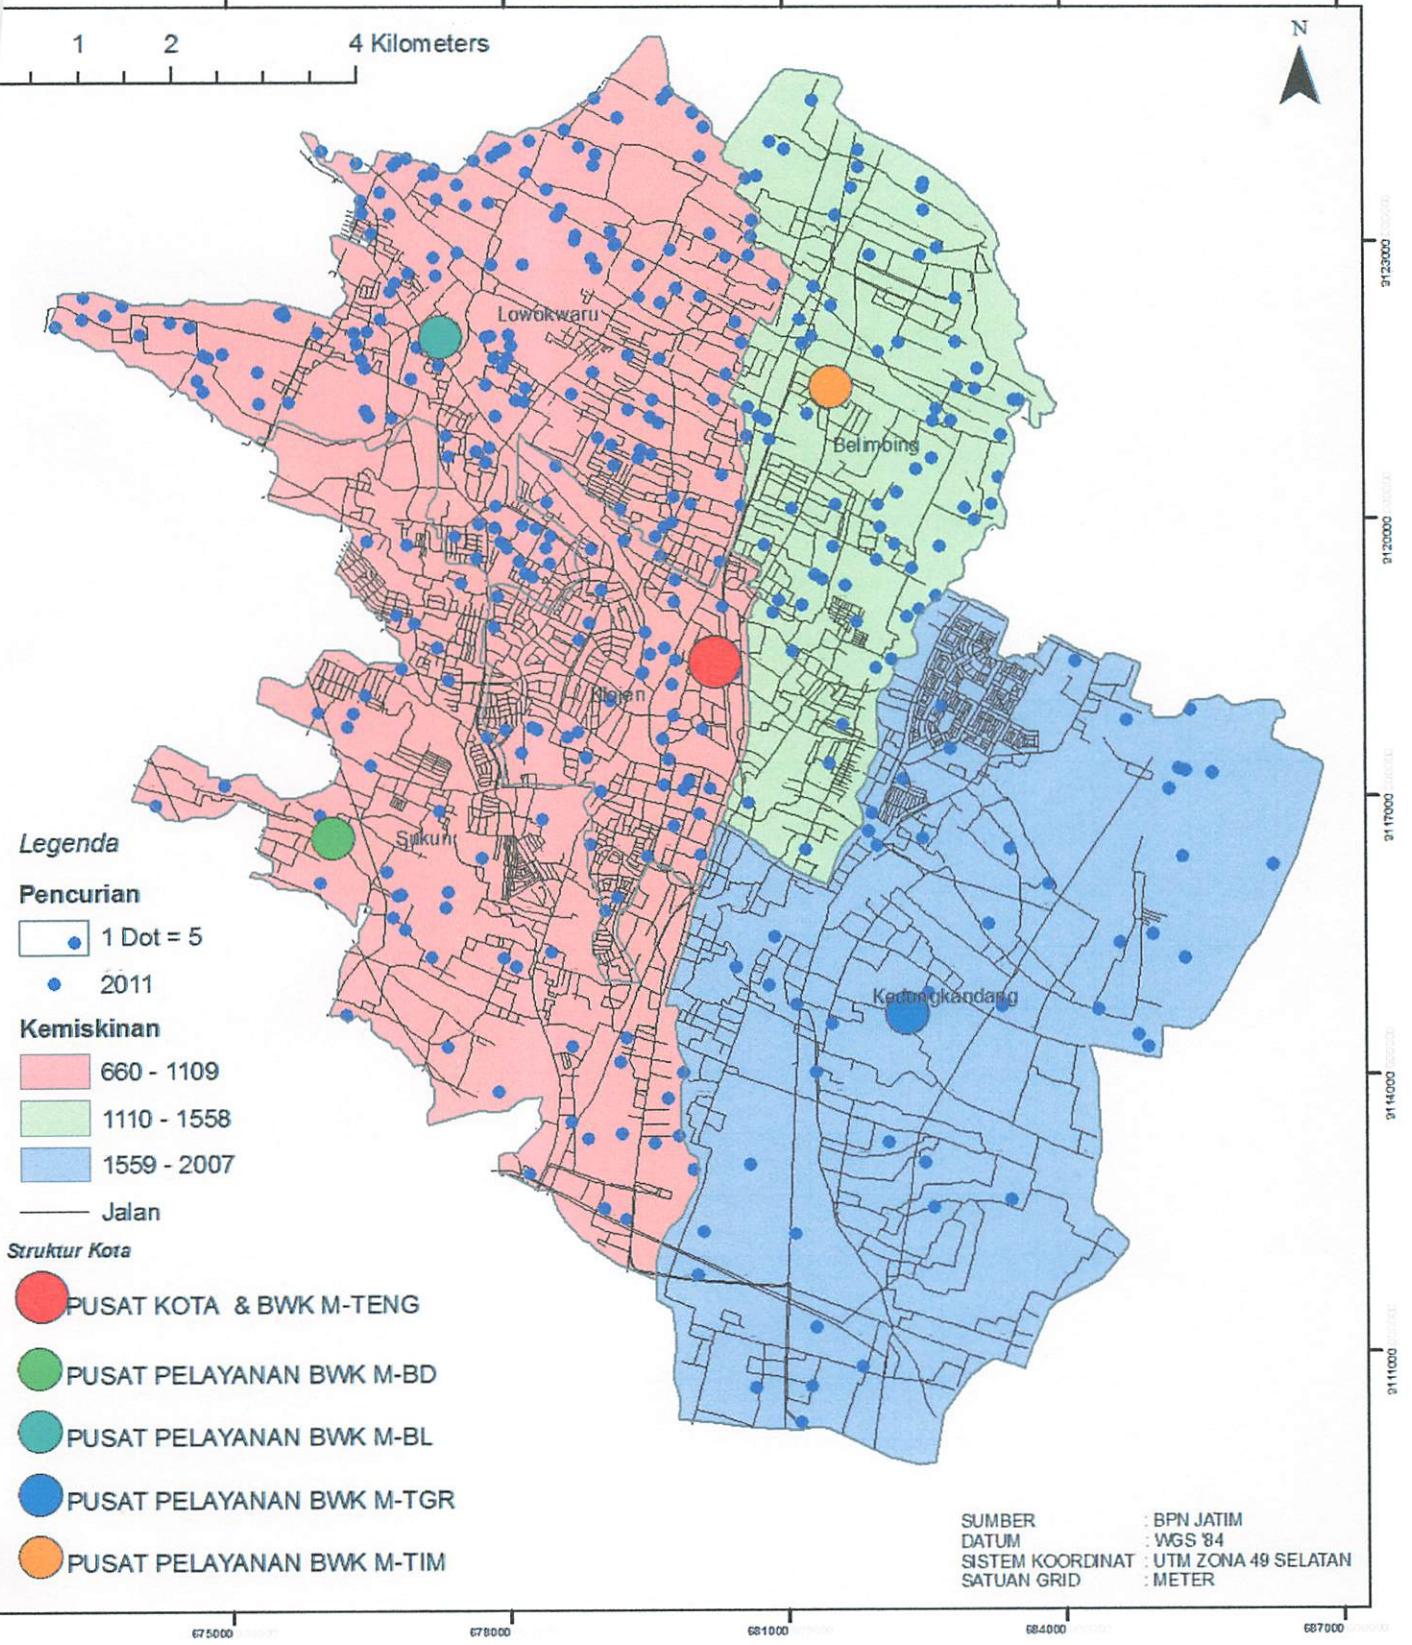 1 2 4 Kilometers
N
Lowokwaru
Belimbing
Klojen
Sukun
Kedungkandang
9123000
9120000
9117000
9114000
9111000
Legenda
Pencurian
1 Dot = 5
2011
Kemiskinan
660 - 1109
1110 - 1558
1559 - 2007
Jalan
Struktur Kota
PUSAT KOTA & BWK M-TENG
PUSAT PELAYANAN BWK M-BD
PUSAT PELAYANAN BWK M-BL
PUSAT PELAYANAN BWK M-TGR
PUSAT PELAYANAN BWK M-TIM
SUMBER : BPN JATIM
DATUM : WGS '84
SISTEM KOORDINAT : UTM ZONA 49 SELATAN
SATUAN GRID : METER
675000 678000 681000 684000 687000